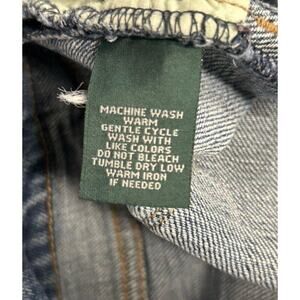 MACHINE WASH
WARM
GENTLE CYCLE
WASH WITH
LIKE COLORS
DO NOT BLEACH
TUMBLE DRY LOW
WARM IRON
IF NEEDED